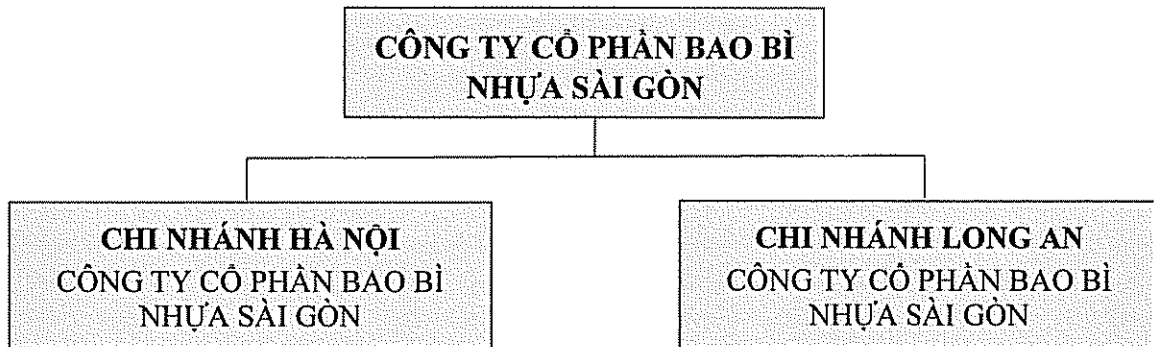 CÔNG TY CỔ PHẦN BAO BÌ
NHỰA SÀI GÒN
CHI NHÁNH HÀ NỘI
CÔNG TY CỔ PHẦN BAO BÌ
NHỰA SÀI GÒN
CHI NHÁNH LONG AN
CÔNG TY CỔ PHẦN BAO BÌ
NHỰA SÀI GÒN